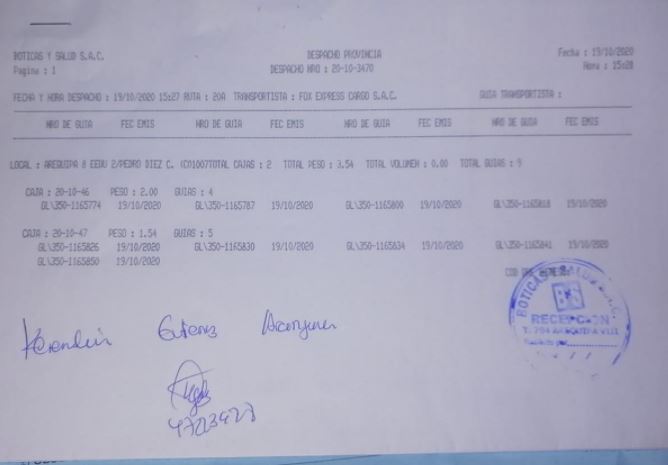 BOTICAS Y SALUD S.A.C. DESPACHO PROVINCIA Fecha : 19/10/2020
Pagina : 1 DESPACHO NRO : 20-10-3470 Hora : 15:28
FECHA Y HORA DESPACHO : 19/10/2020 15:27 RUTA : 20A TRANSPORTISTA : FOX EXPRESS CARGO S.A.C. GUIA TRANSPORTISTA :
NRO DE GUIA FEC EMIS NRO DE GUIA FEC EMIS NRO DE GUIA FEC EMIS NRO DE GUIA FEC EMIS
LOCAL : AREQUIPA 8 EEUU 2/PEDRO DIEZ C. (C01007TOTAL CAJAS : 2 TOTAL PESO : 3.54 TOTAL VOLUMEN : 0.00 TOTAL GUIAS : 9
CAJA : 20-10-46 PESO : 2.00 GUIAS : 4
GL\350-1165774 19/10/2020 GL\350-1165787 19/10/2020 GL\350-1165800 19/10/2020 GL\350-1165818 19/10/2020
CAJA : 20-10-47 PESO : 1.54 GUIAS : 5
GL\350-1165826 19/10/2020 GL\350-1165830 19/10/2020 GL\350-1165834 19/10/2020 GL\350-1165841 19/10/2020
GL\350-1165850 19/10/2020
BOTICAS Y SALUD S.A.C.
BS
RECEPCION